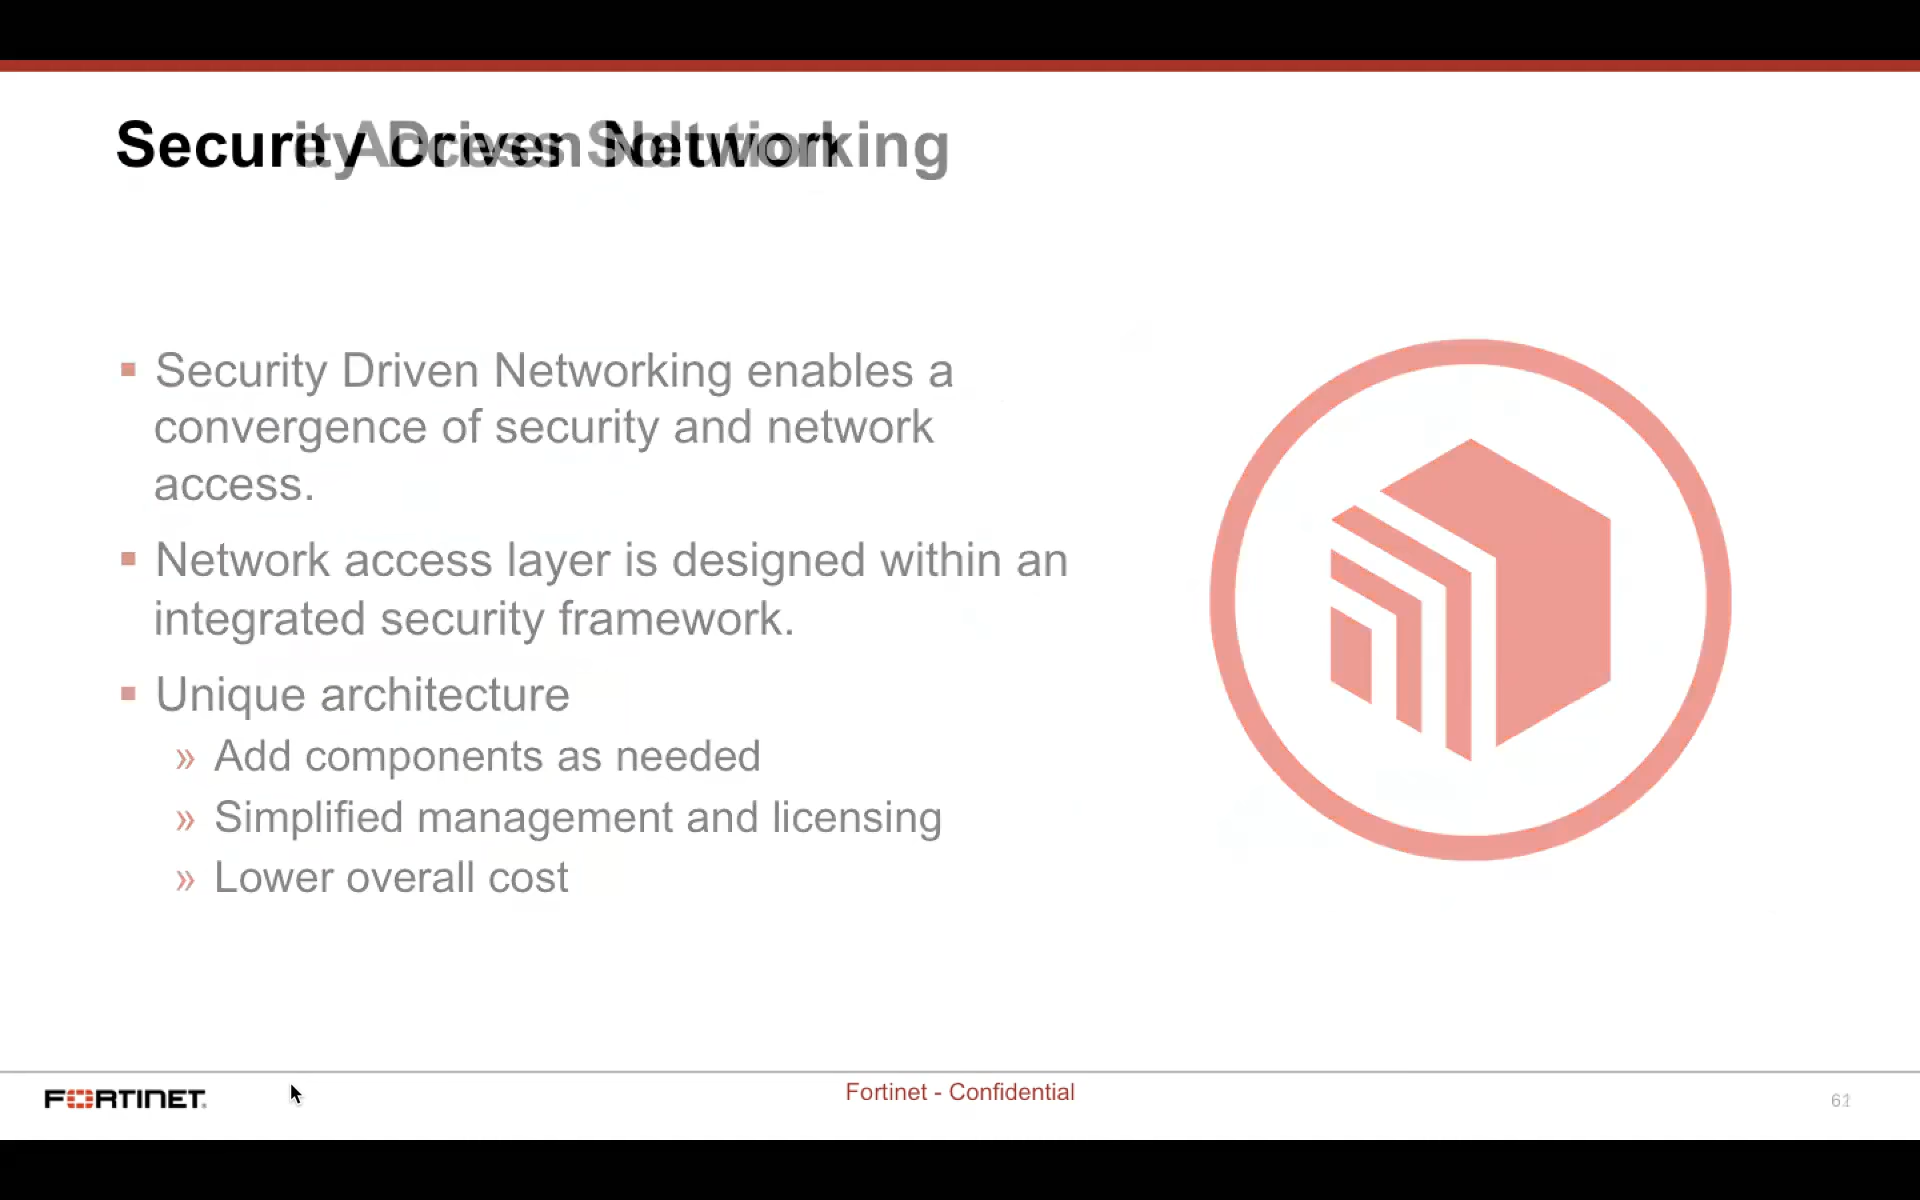 Security Driven Networking
▪ Security Driven Networking enables a
convergence of security and network
access.
▪ Network access layer is designed within an
integrated security framework.
▪ Unique architecture
» Add components as needed
» Simplified management and licensing
» Lower overall cost
FORTINET
Fortinet - Confidential